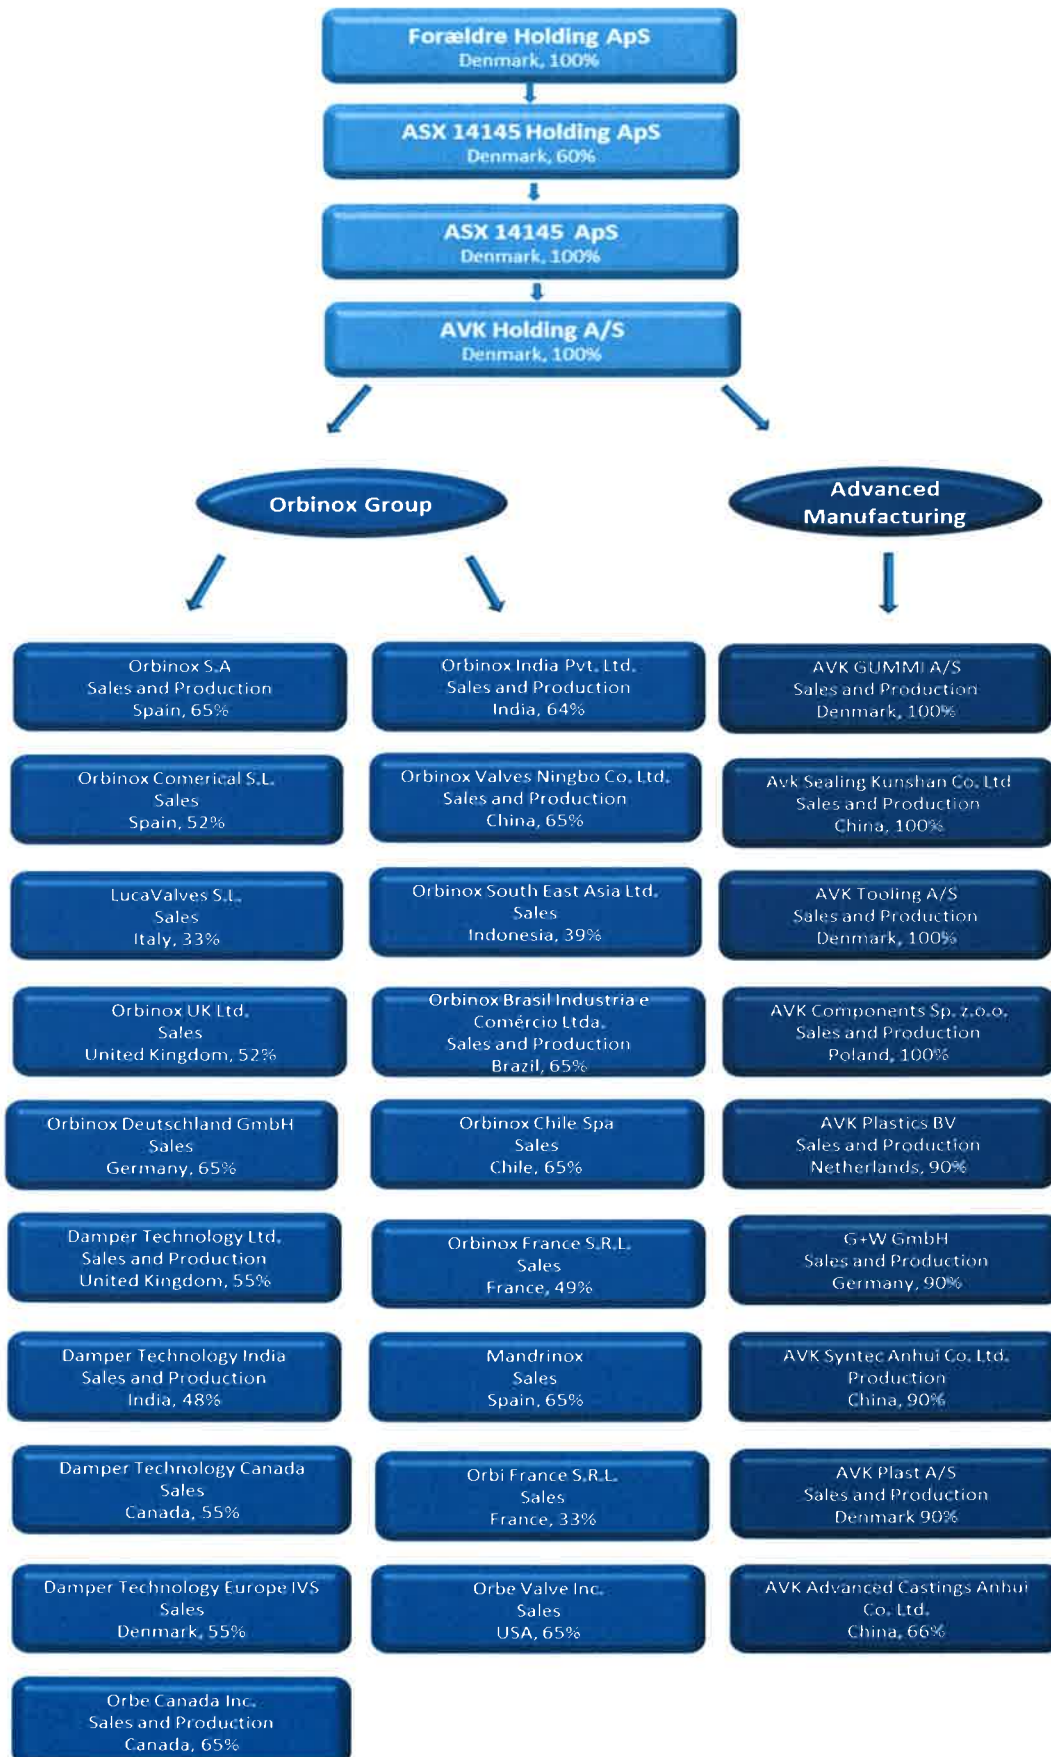 Forældre Holding ApS
Denmark, 100%
ASX 14145 Holding ApS
Denmark, 60%
ASX 14145 ApS
Denmark, 100%
AVK Holding A/S
Denmark, 100%
Orbinox Group
Advanced
Manufacturing
Orbinox S.A
Sales and Production
Spain, 65%
Orbinox Comerical S.L.
Sales
Spain, 52%
LucaValves S.L.
Sales
Italy, 33%
Orbinox UK Ltd.
Sales
United Kingdom, 52%
Orbinox Deutschland GmbH
Sales
Germany, 65%
Damper Technology Ltd.
Sales and Production
United Kingdom, 55%
Damper Technology India
Sales and Production
India, 48%
Damper Technology Canada
Sales
Canada, 55%
Damper Technology Europe IVS
Sales
Denmark, 55%
Orbe Canada Inc.
Sales and Production
Canada, 65%
Orbinox India Pvt. Ltd.
Sales and Production
India, 64%
Orbinox Valves Ningbo Co. Ltd.
Sales and Production
China, 65%
Orbinox South East Asia Ltd.
Sales
Indonesia, 39%
Orbinox Brasil Industria e
Comércio Ltda.
Sales and Production
Brazil, 65%
Orbinox Chile Spa
Sales
Chile, 65%
Orbinox France S.R.L.
Sales
France, 49%
Mandrinox
Sales
Spain, 65%
Orbi France S.R.L.
Sales
France, 33%
Orbe Valve Inc.
Sales
USA, 65%
AVK GUMMI A/S
Sales and Production
Denmark, 100%
Avk Sealing Kunshan Co. Ltd
Sales and Production
China, 100%
AVK Tooling A/S
Sales and Production
Denmark, 100%
AVK Components Sp. z.o.o.
Sales and Production
Poland, 100%
AVK Plastics BV
Sales and Production
Netherlands, 90%
G+W GmbH
Sales and Production
Germany, 90%
AVK Syntec Anhui Co. Ltd.
Production
China, 90%
AVK Plast A/S
Sales and Production
Denmark 90%
AVK Advanced Castings Anhui
Co. Ltd.
China, 66%